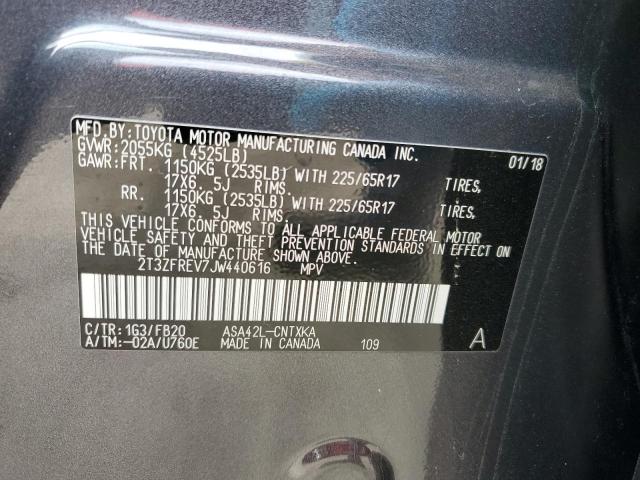 MFD. BY: TOYOTA MOTOR MANUFACTURING CANADA INC.
GVWR: 2055KG (4525LB) 01/18
GAWR: FRT. 1150KG (2535LB) WITH 225/65R17 TIRES,
17X6. 5J RIMS.
RR. 1150KG (2535LB) WITH 225/65R17 TIRES,
17X6. 5J RIMS.
THIS VEHICLE CONFORMS TO ALL APPLICABLE FEDERAL MOTOR
VEHICLE SAFETY AND THEFT PREVENTION STANDARDS IN EFFECT ON
THE DATE OF MANUFACTURE SHOWN ABOVE.
2T3ZFREV7JW440616 MPV
C/TR: 1G3/FB20 ASA42L-CNTXKA
A/TM: -02A/U760E MADE IN CANADA 109 A